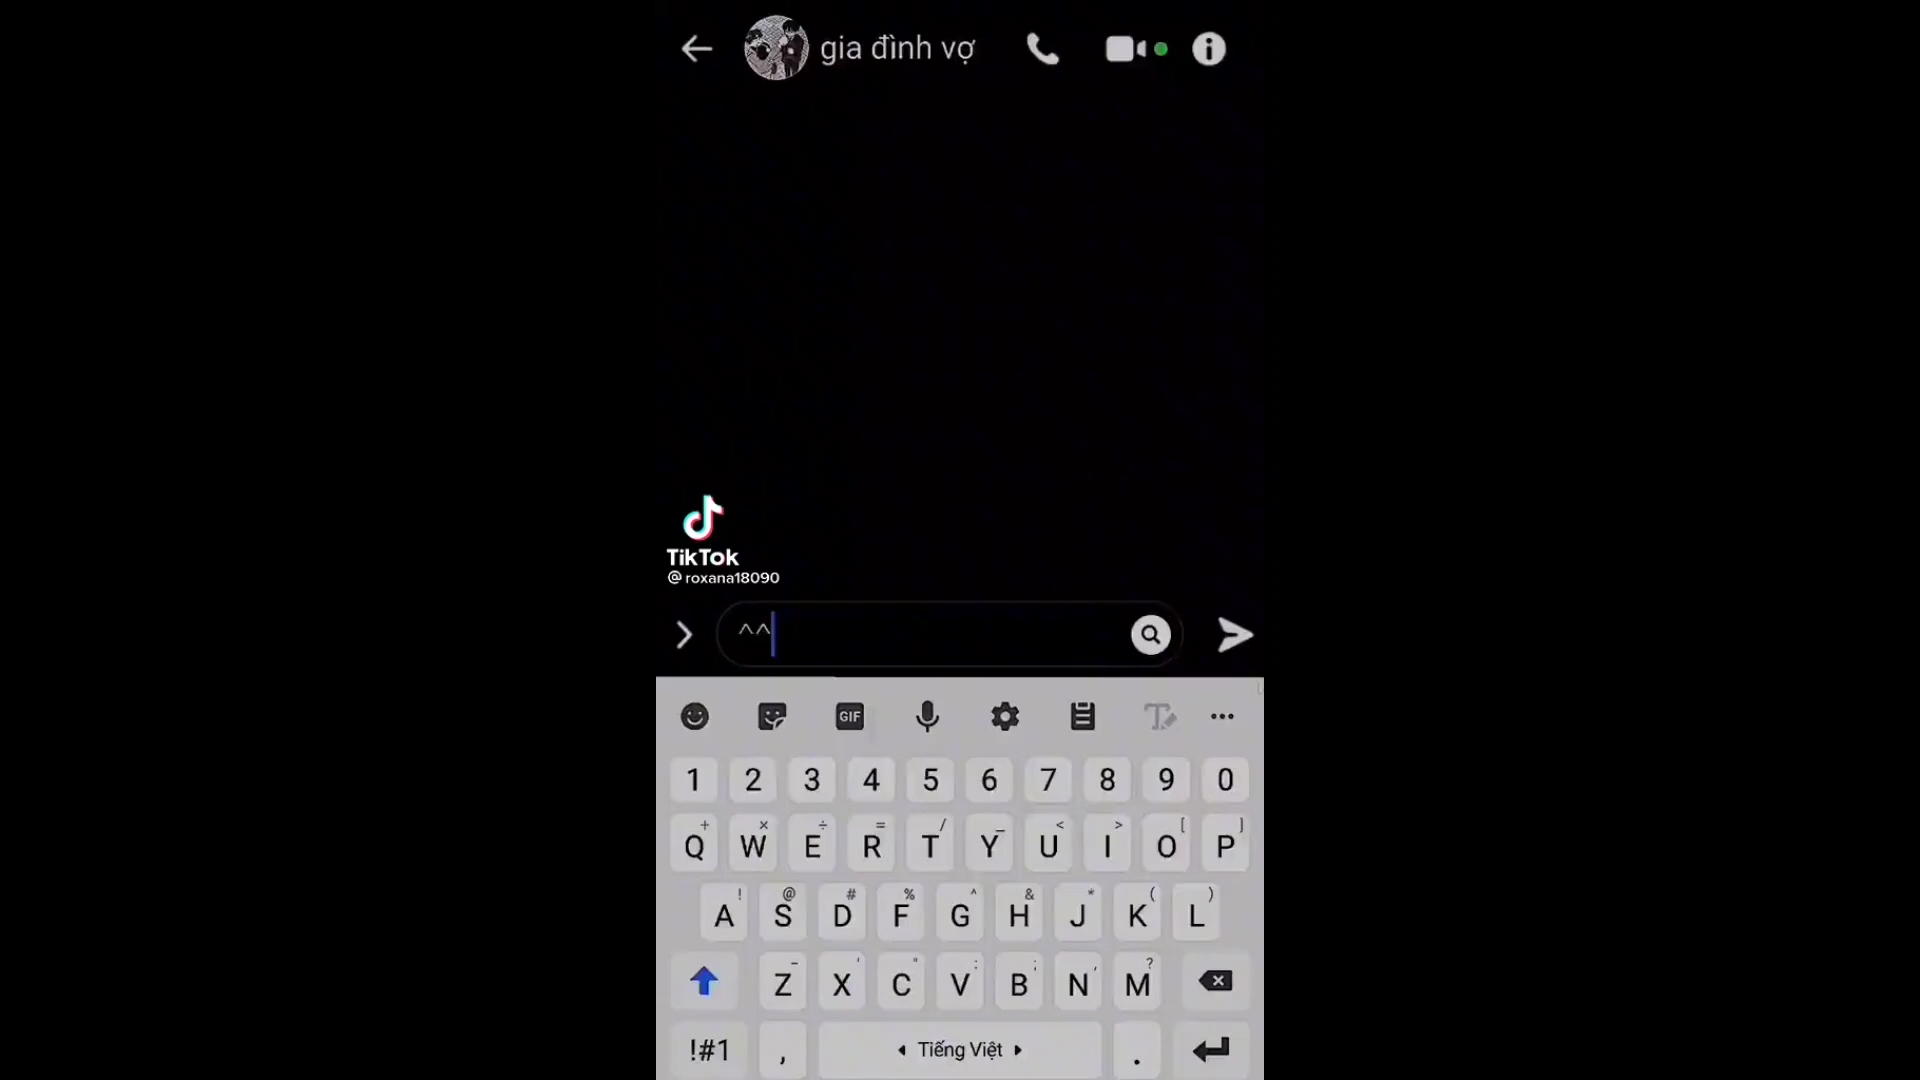 gia đình vợ
TikTok
@roxana18090
^^
GIF
1 2 3 4 5 6 7 8 9 0
+ × ÷ = / _ < > [ ]
Q W E R T Y U I O P
! @ # % ^ & * ( )
A S D F G H J K L
- ' " : ; , ?
Z X C V B N M
!#1 , Tiếng Việt .